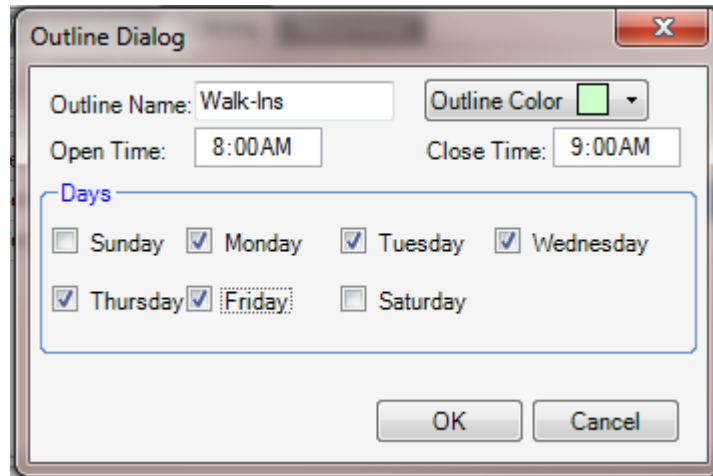 Outline Dialog
Outline Name: Walk-Ins Outline Color
Open Time: 8:00AM Close Time: 9:00AM
Days
Sunday Monday Tuesday Wednesday
Thursday Friday Saturday
OK Cancel